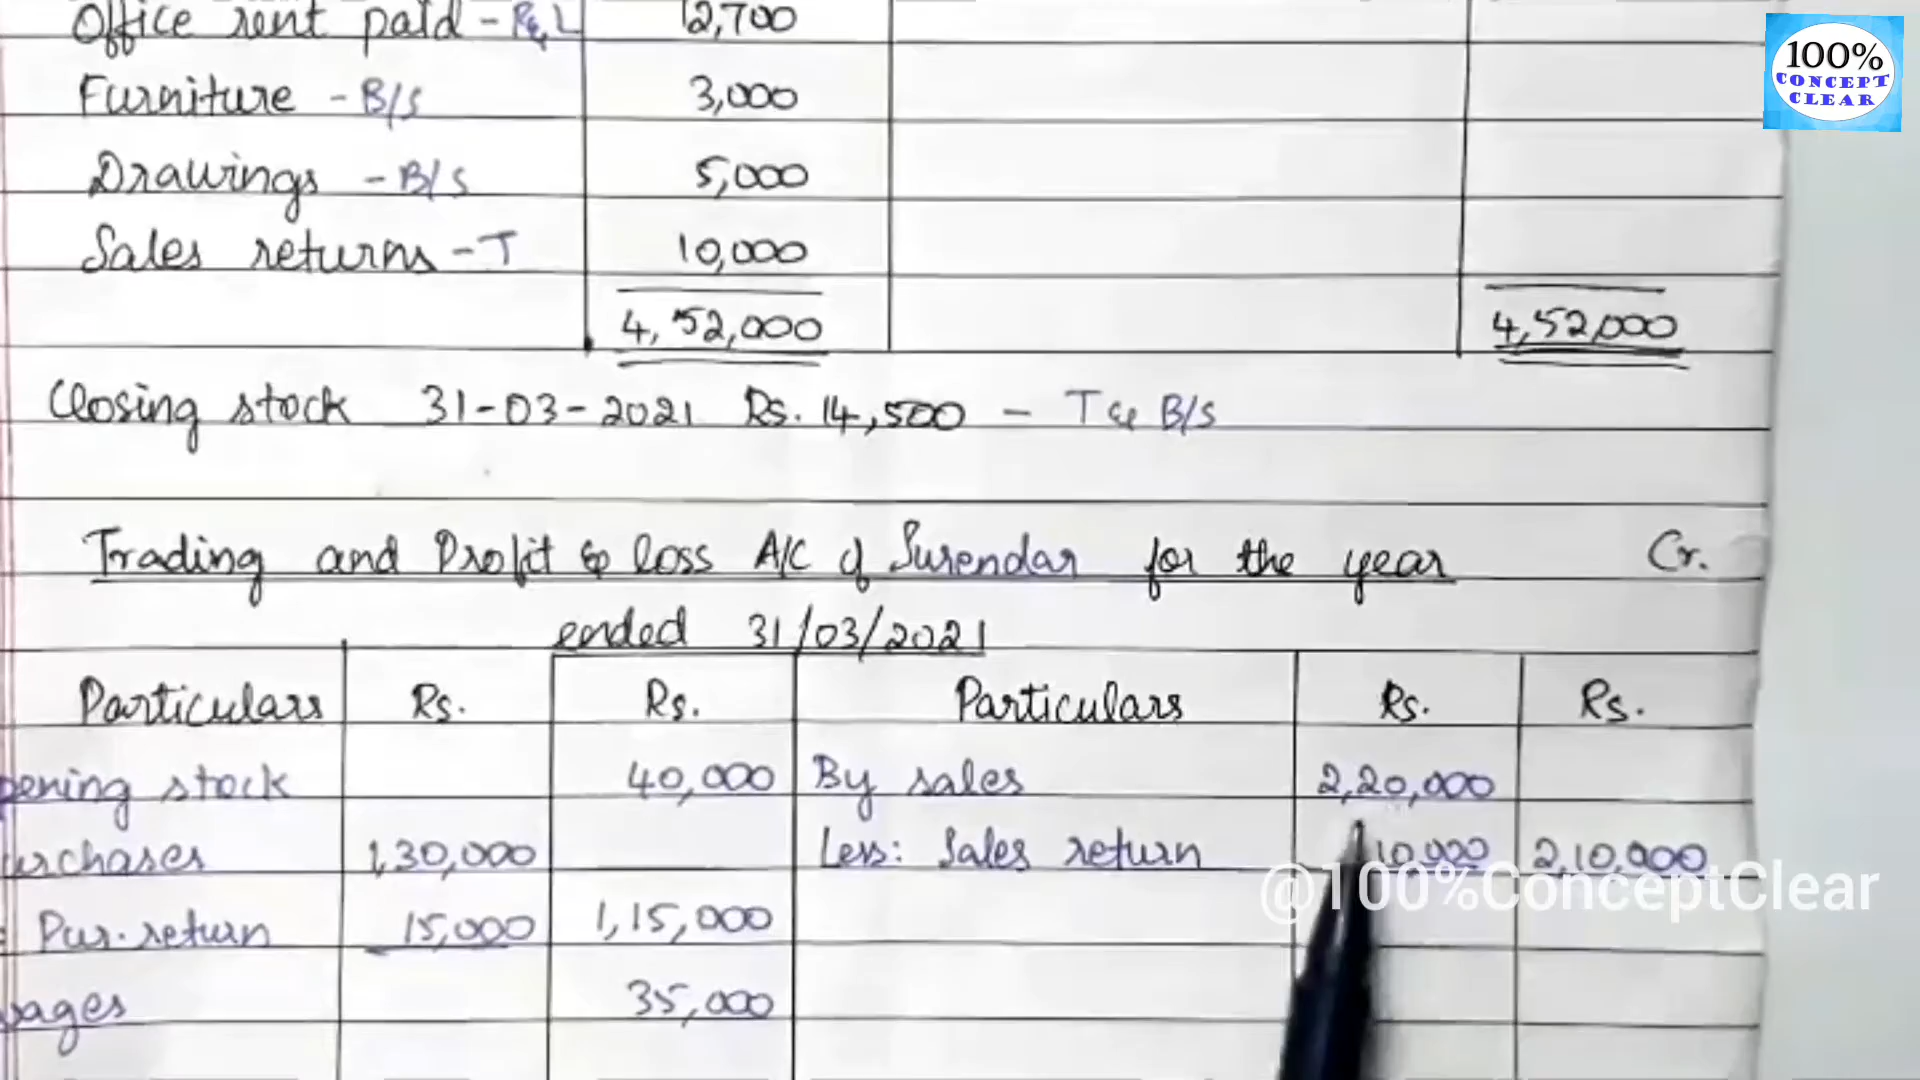 Office rent paid - P&L 12,700
Furniture - B/S 3,000
Drawings - B/S 5,000
Sales returns - T 10,000
4,52,000 4,52,000
Closing stock 31-03-2021 Rs. 14,500 - T & B/S
Trading and Profit & loss A/C of Surendar for the year Cr.
ended 31/03/2021
Particulars Rs. Rs. Particulars Rs. Rs.
pening stock 40,000 By sales 2,20,000
urchases 1,30,000 Less: Sales return 10,000 2,10,000
Pur. return 15,000 1,15,000
wages 35,000
100%
CONCEPT
CLEAR
@100%ConceptClear